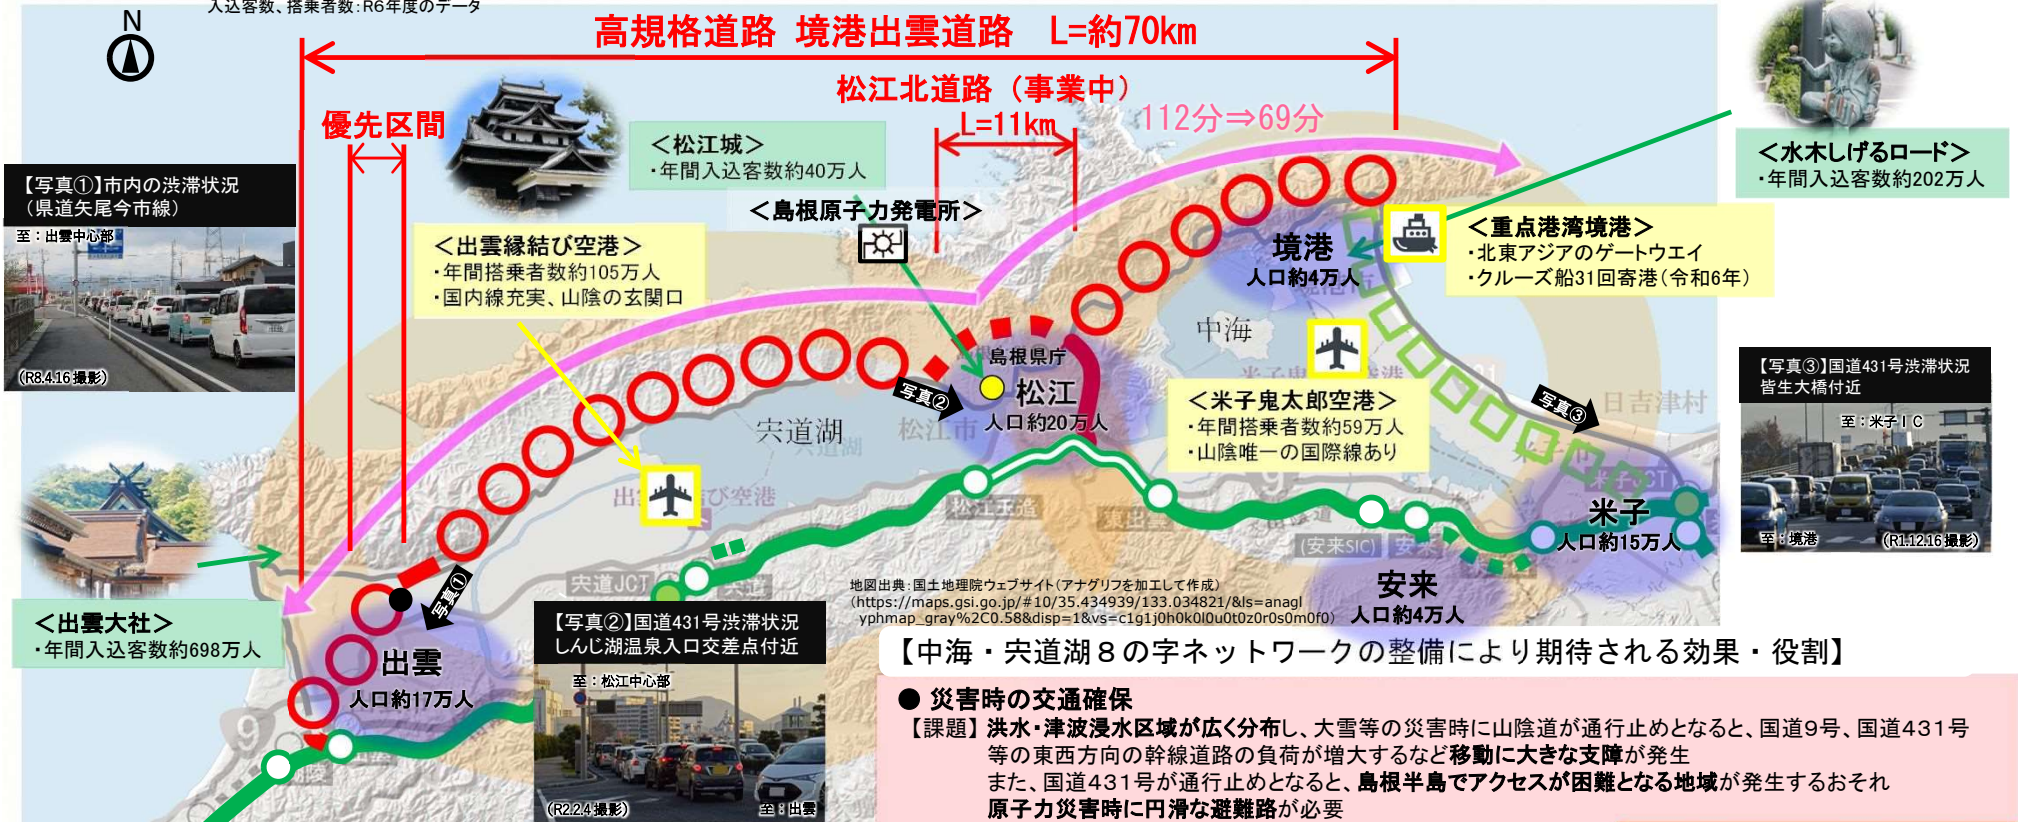 入込客数、搭乗者数：R6年度のデータ
N
高規格道路 境港出雲道路 L=約70km
松江北道路（事業中）
L=11km
112分⇒69分
優先区間
＜松江城＞
・年間入込客数約40万人
＜水木しげるロード＞
・年間入込客数約202万人
【写真①】市内の渋滞状況
（県道矢尾今市線）
至：出雲中心部
（R8.4.16撮影）
＜島根原子力発電所＞
＜出雲縁結び空港＞
・年間搭乗者数約105万人
・国内線充実、山陰の玄関口
＜重点港湾境港＞
・北東アジアのゲートウエイ
・クルーズ船31回寄港（令和6年）
境港
人口約4万人
中海
島根県庁
松江
人口約20万人
写真②
宍道湖
松江市
宍道湖
＜米子鬼太郎空港＞
・年間搭乗者数約59万人
・山陰唯一の国際線あり
写真③
日吉津村
【写真③】国道431号渋滞状況
皆生大橋付近
至：米子IC
至：境港
（R1.12.16撮影）
米子JCT
米子
人口約15万人
松江玉造
東出雲
9
(安来SIC)
安来
安来
人口約4万人
宍道JCT
宍道
写真①
＜出雲大社＞
・年間入込客数約698万人
出雲
人口約17万人
9
【写真②】国道431号渋滞状況
しんじ湖温泉入口交差点付近
至：松江中心部
（R2.2.4撮影）
至：出雲
地図出典：国土地理院ウェブサイト（アナグリフを加工して作成）
（https://maps.gsi.go.jp/#10/35.434939/133.034821/&ls=anagl
yphmap_gray%2C0.58&disp=1&vs=c1g1j0h0k0l0u0t0z0r0s0m0f0）
【中海・宍道湖８の字ネットワークの整備により期待される効果・役割】
● 災害時の交通確保
【課題】洪水・津波浸水区域が広く分布し、大雪等の災害時に山陰道が通行止めとなると、国道9号、国道431号
等の東西方向の幹線道路の負荷が増大するなど移動に大きな支障が発生
また、国道431号が通行止めとなると、島根半島でアクセスが困難となる地域が発生するおそれ
原子力災害時に円滑な避難路が必要